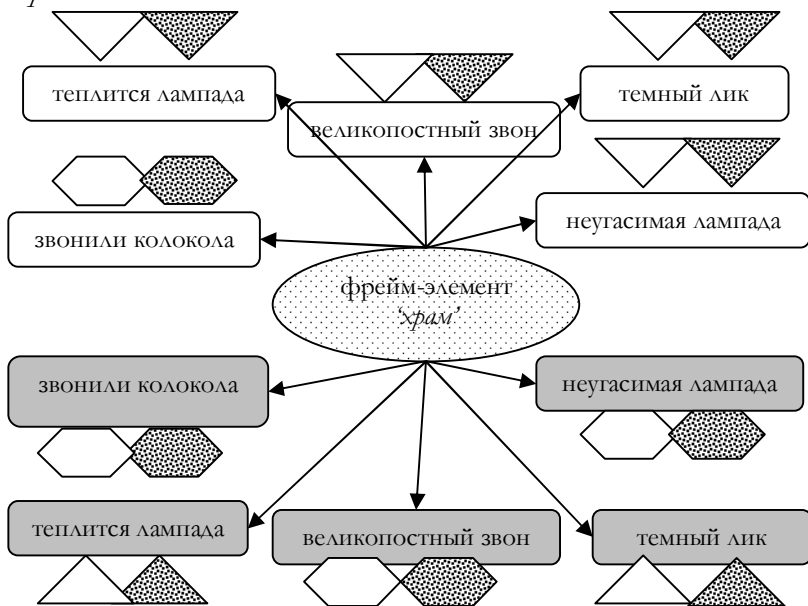 теплится лампада
великопостный звон
темный лик
звонили колокола
неугасимая лампада
фрейм-элемент
‘храм’
звонили колокола
неугасимая лампада
теплится лампада
великопостный звон
темный лик